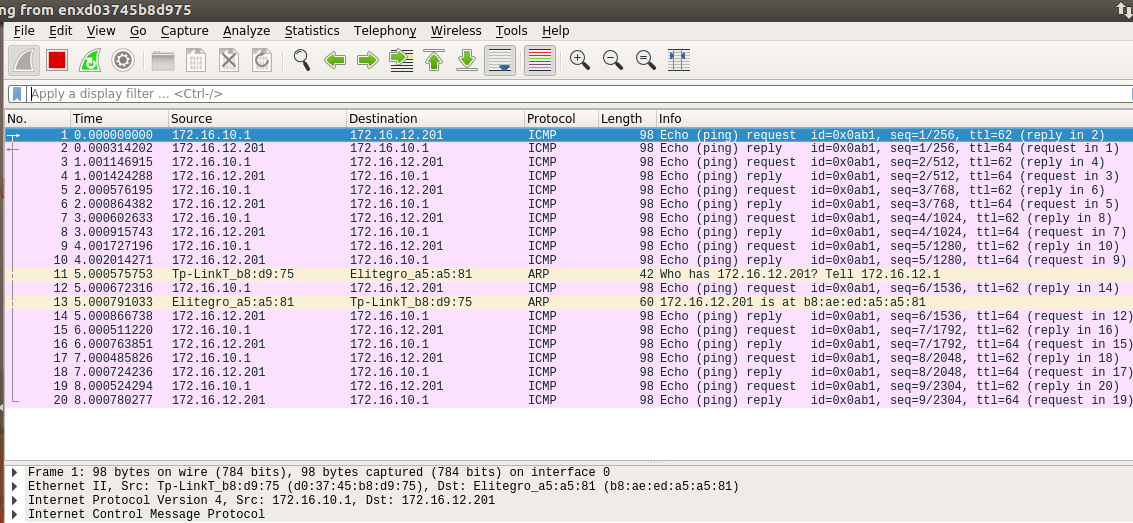 ng from enxd03745b8d975
File Edit View Go Capture Analyze Statistics Telephony Wireless Tools Help
Apply a display filter ... <Ctrl-/>
No. Time Source Destination Protocol Length Info
1 0.000000000 172.16.10.1 172.16.12.201 ICMP 98 Echo (ping) request id=0x0ab1, seq=1/256, ttl=62 (reply in 2)
2 0.000314202 172.16.12.201 172.16.10.1 ICMP 98 Echo (ping) reply id=0x0ab1, seq=1/256, ttl=64 (request in 1)
3 1.001146915 172.16.10.1 172.16.12.201 ICMP 98 Echo (ping) request id=0x0ab1, seq=2/512, ttl=62 (reply in 4)
4 1.001424288 172.16.12.201 172.16.10.1 ICMP 98 Echo (ping) reply id=0x0ab1, seq=2/512, ttl=64 (request in 3)
5 2.000576195 172.16.10.1 172.16.12.201 ICMP 98 Echo (ping) request id=0x0ab1, seq=3/768, ttl=62 (reply in 6)
6 2.000864382 172.16.12.201 172.16.10.1 ICMP 98 Echo (ping) reply id=0x0ab1, seq=3/768, ttl=64 (request in 5)
7 3.000602633 172.16.10.1 172.16.12.201 ICMP 98 Echo (ping) request id=0x0ab1, seq=4/1024, ttl=62 (reply in 8)
8 3.000915743 172.16.12.201 172.16.10.1 ICMP 98 Echo (ping) reply id=0x0ab1, seq=4/1024, ttl=64 (request in 7)
9 4.001727196 172.16.10.1 172.16.12.201 ICMP 98 Echo (ping) request id=0x0ab1, seq=5/1280, ttl=62 (reply in 10)
10 4.002014271 172.16.12.201 172.16.10.1 ICMP 98 Echo (ping) reply id=0x0ab1, seq=5/1280, ttl=64 (request in 9)
11 5.000575753 Tp-LinkT_b8:d9:75 Elitegro_a5:a5:81 ARP 42 Who has 172.16.12.201? Tell 172.16.12.1
12 5.000672316 172.16.10.1 172.16.12.201 ICMP 98 Echo (ping) request id=0x0ab1, seq=6/1536, ttl=62 (reply in 14)
13 5.000791033 Elitegro_a5:a5:81 Tp-LinkT_b8:d9:75 ARP 60 172.16.12.201 is at b8:ae:ed:a5:a5:81
14 5.000866738 172.16.12.201 172.16.10.1 ICMP 98 Echo (ping) reply id=0x0ab1, seq=6/1536, ttl=64 (request in 12)
15 6.000511220 172.16.10.1 172.16.12.201 ICMP 98 Echo (ping) request id=0x0ab1, seq=7/1792, ttl=62 (reply in 16)
16 6.000763851 172.16.12.201 172.16.10.1 ICMP 98 Echo (ping) reply id=0x0ab1, seq=7/1792, ttl=64 (request in 15)
17 7.000485826 172.16.10.1 172.16.12.201 ICMP 98 Echo (ping) request id=0x0ab1, seq=8/2048, ttl=62 (reply in 18)
18 7.000724236 172.16.12.201 172.16.10.1 ICMP 98 Echo (ping) reply id=0x0ab1, seq=8/2048, ttl=64 (request in 17)
19 8.000524294 172.16.10.1 172.16.12.201 ICMP 98 Echo (ping) request id=0x0ab1, seq=9/2304, ttl=62 (reply in 20)
20 8.000780277 172.16.12.201 172.16.10.1 ICMP 98 Echo (ping) reply id=0x0ab1, seq=9/2304, ttl=64 (request in 19)
Frame 1: 98 bytes on wire (784 bits), 98 bytes captured (784 bits) on interface 0
Ethernet II, Src: Tp-LinkT_b8:d9:75 (d0:37:45:b8:d9:75), Dst: Elitegro_a5:a5:81 (b8:ae:ed:a5:a5:81)
Internet Protocol Version 4, Src: 172.16.10.1, Dst: 172.16.12.201
Internet Control Message Protocol